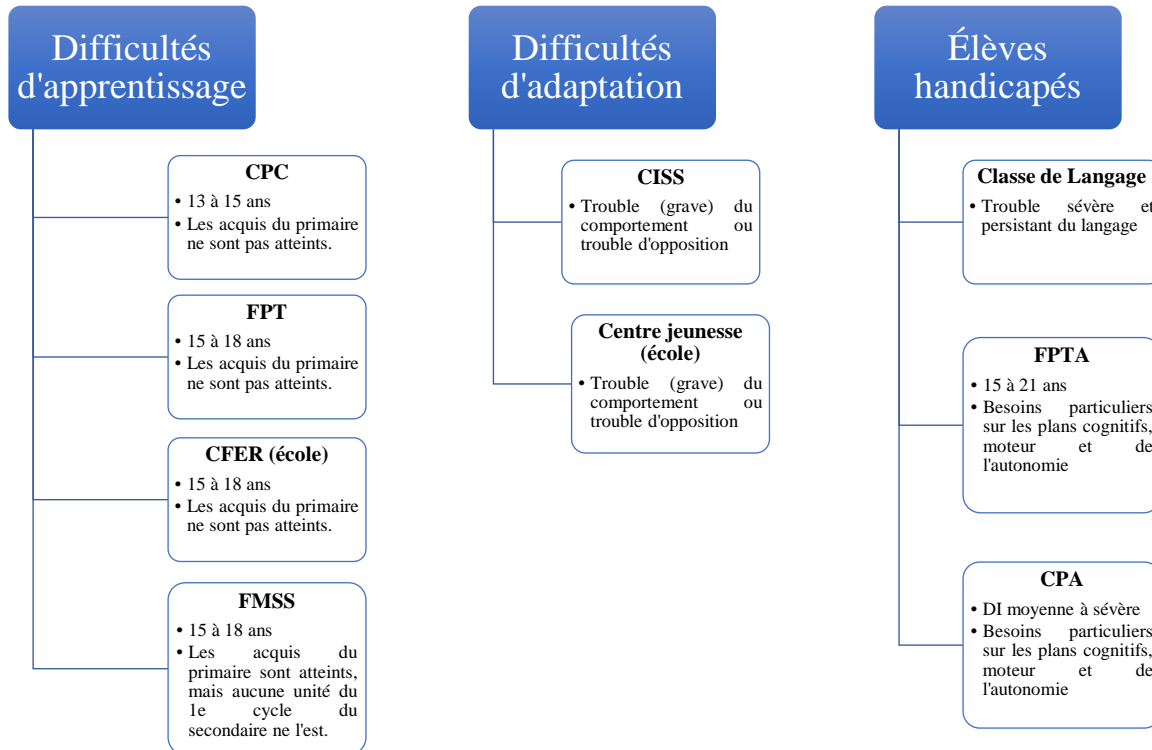 Difficultés
d'apprentissage
CPC
• 13 à 15 ans
• Les acquis du primaire
ne sont pas atteints.
FPT
• 15 à 18 ans
• Les acquis du primaire
ne sont pas atteints.
CFER (école)
• 15 à 18 ans
• Les acquis du primaire
ne sont pas atteints.
FMSS
• 15 à 18 ans
• Les acquis du
primaire sont atteints,
mais aucune unité du
1e cycle du
secondaire ne l'est.
Difficultés
d'adaptation
CISS
• Trouble (grave) du
comportement ou
trouble d'opposition
Centre jeunesse
(école)
• Trouble (grave) du
comportement ou
trouble d'opposition
Élèves
handicapés
Classe de Langage
• Trouble sévère et
persistant du langage
FPTA
• 15 à 21 ans
• Besoins particuliers
sur les plans cognitifs,
moteur et de
l'autonomie
CPA
• DI moyenne à sévère
• Besoins particuliers
sur les plans cognitifs,
moteur et de
l'autonomie